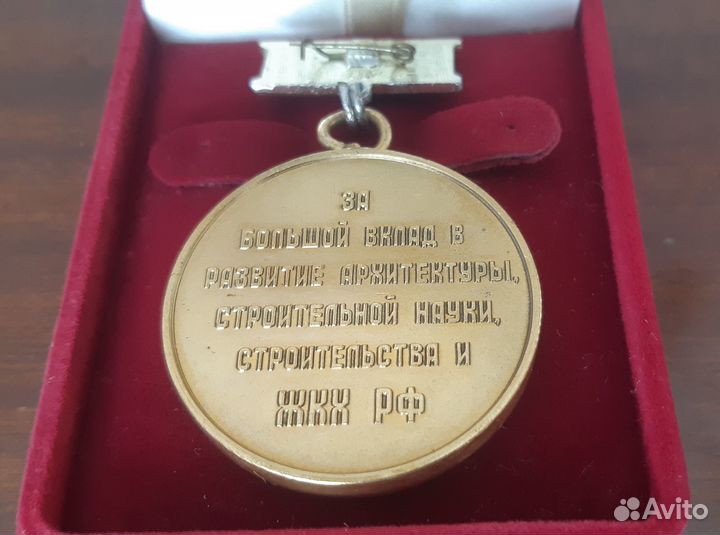 ЗА
БОЛЬШОЙ ВКЛАД В
РАЗВИТИЕ АРХИТЕКТУРЫ,
СТРОИТЕЛЬНОЙ НАУКИ,
СТРОИТЕЛЬСТВА И
ЖКХ РФ
Avito